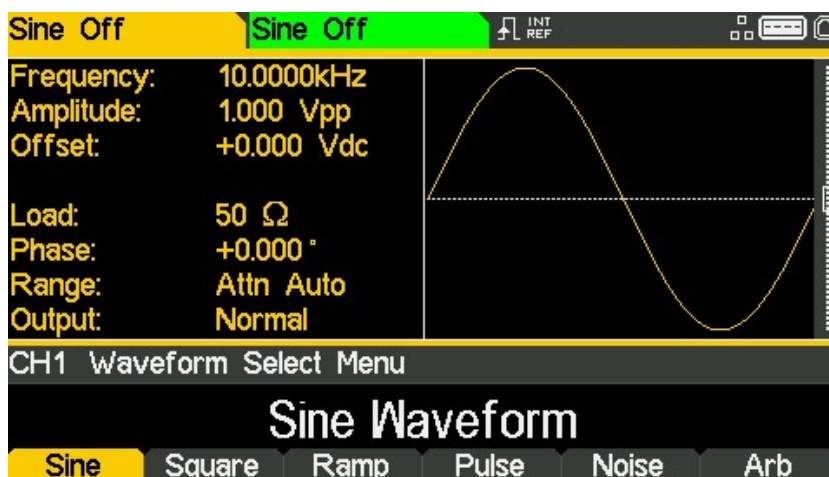 Sine Off Sine Off INT REF
Frequency: 10.0000kHz
Amplitude: 1.000 Vpp
Offset: +0.000 Vdc
Load: 50 Ω
Phase: +0.000 °
Range: Attn Auto
Output: Normal
CH1 Waveform Select Menu
Sine Waveform
Sine Square Ramp Pulse Noise Arb